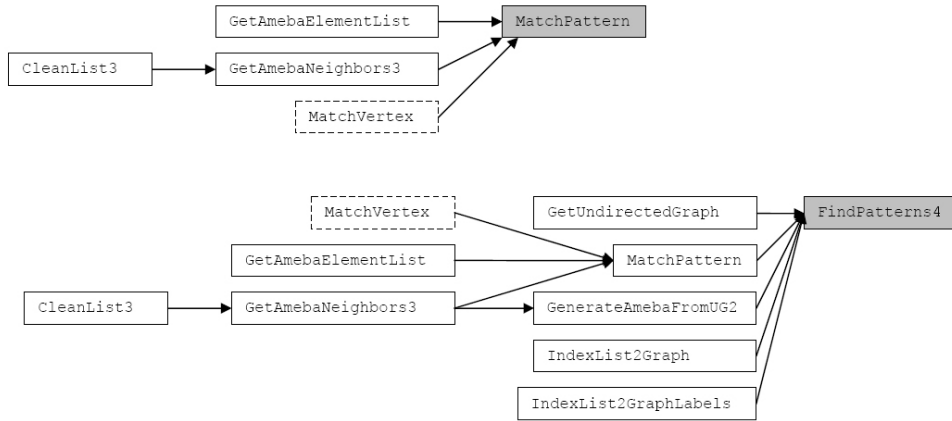 GetAmebaElementList
MatchPattern
CleanList3
GetAmebaNeighbors3
MatchVertex
MatchVertex
GetUndirectedGraph
FindPatterns4
GetAmebaElementList
MatchPattern
CleanList3
GetAmebaNeighbors3
GenerateAmebaFromUG2
IndexList2Graph
IndexList2GraphLabels